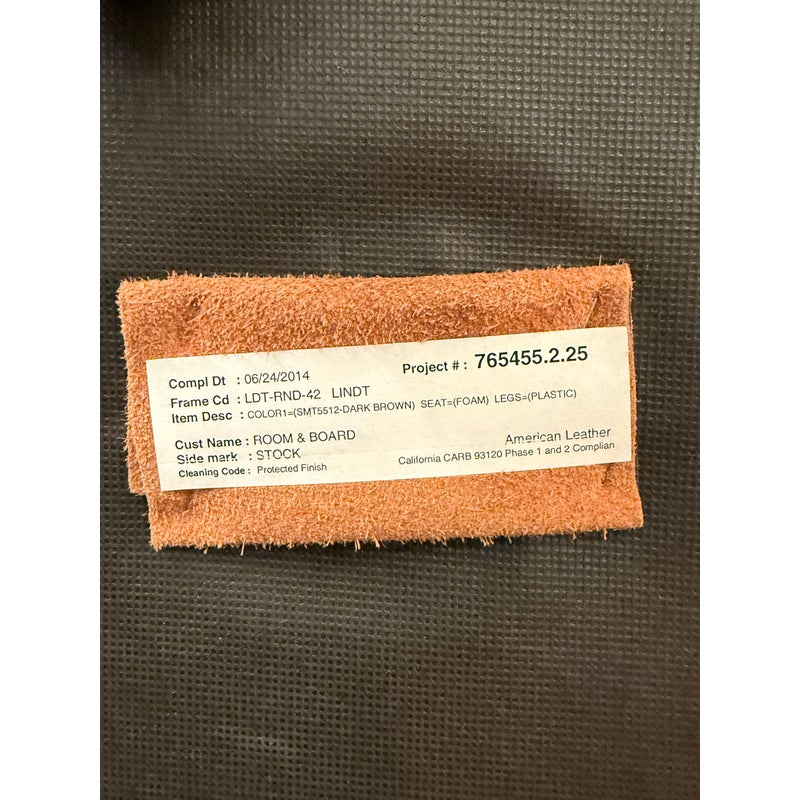 Compl Dt : 06/24/2014 Project # : 765455.2.25
Frame Cd : LDT-RND-42 LINDT
Item Desc : COLOR1=(SMT5512-DARK BROWN) SEAT=(FOAM) LEGS=(PLASTIC)
Cust Name : ROOM & BOARD American Leather
Side mark : STOCK California CARB 93120 Phase 1 and 2 Complian
Cleaning Code : Protected Finish